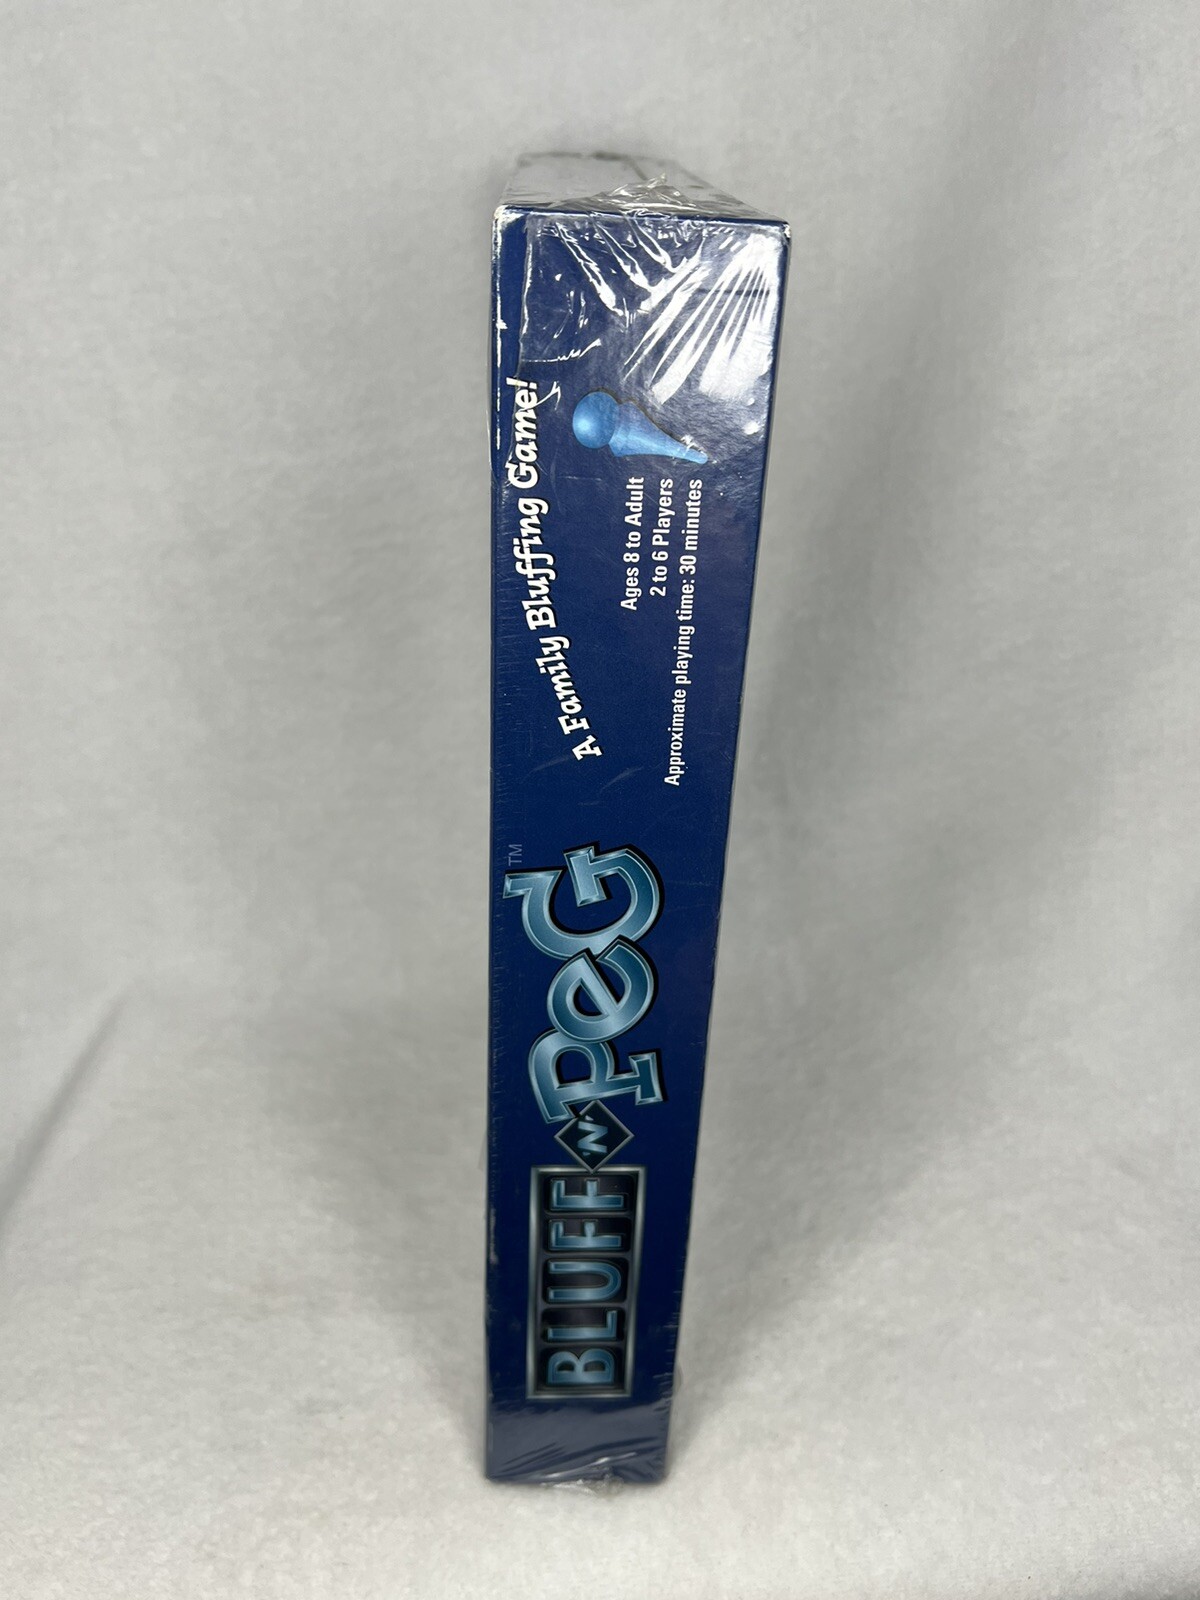 BLUFF 'N' PeG™
A Family Bluffing Game!
Ages 8 to Adult
2 to 6 Players
Approximate playing time: 30 minutes